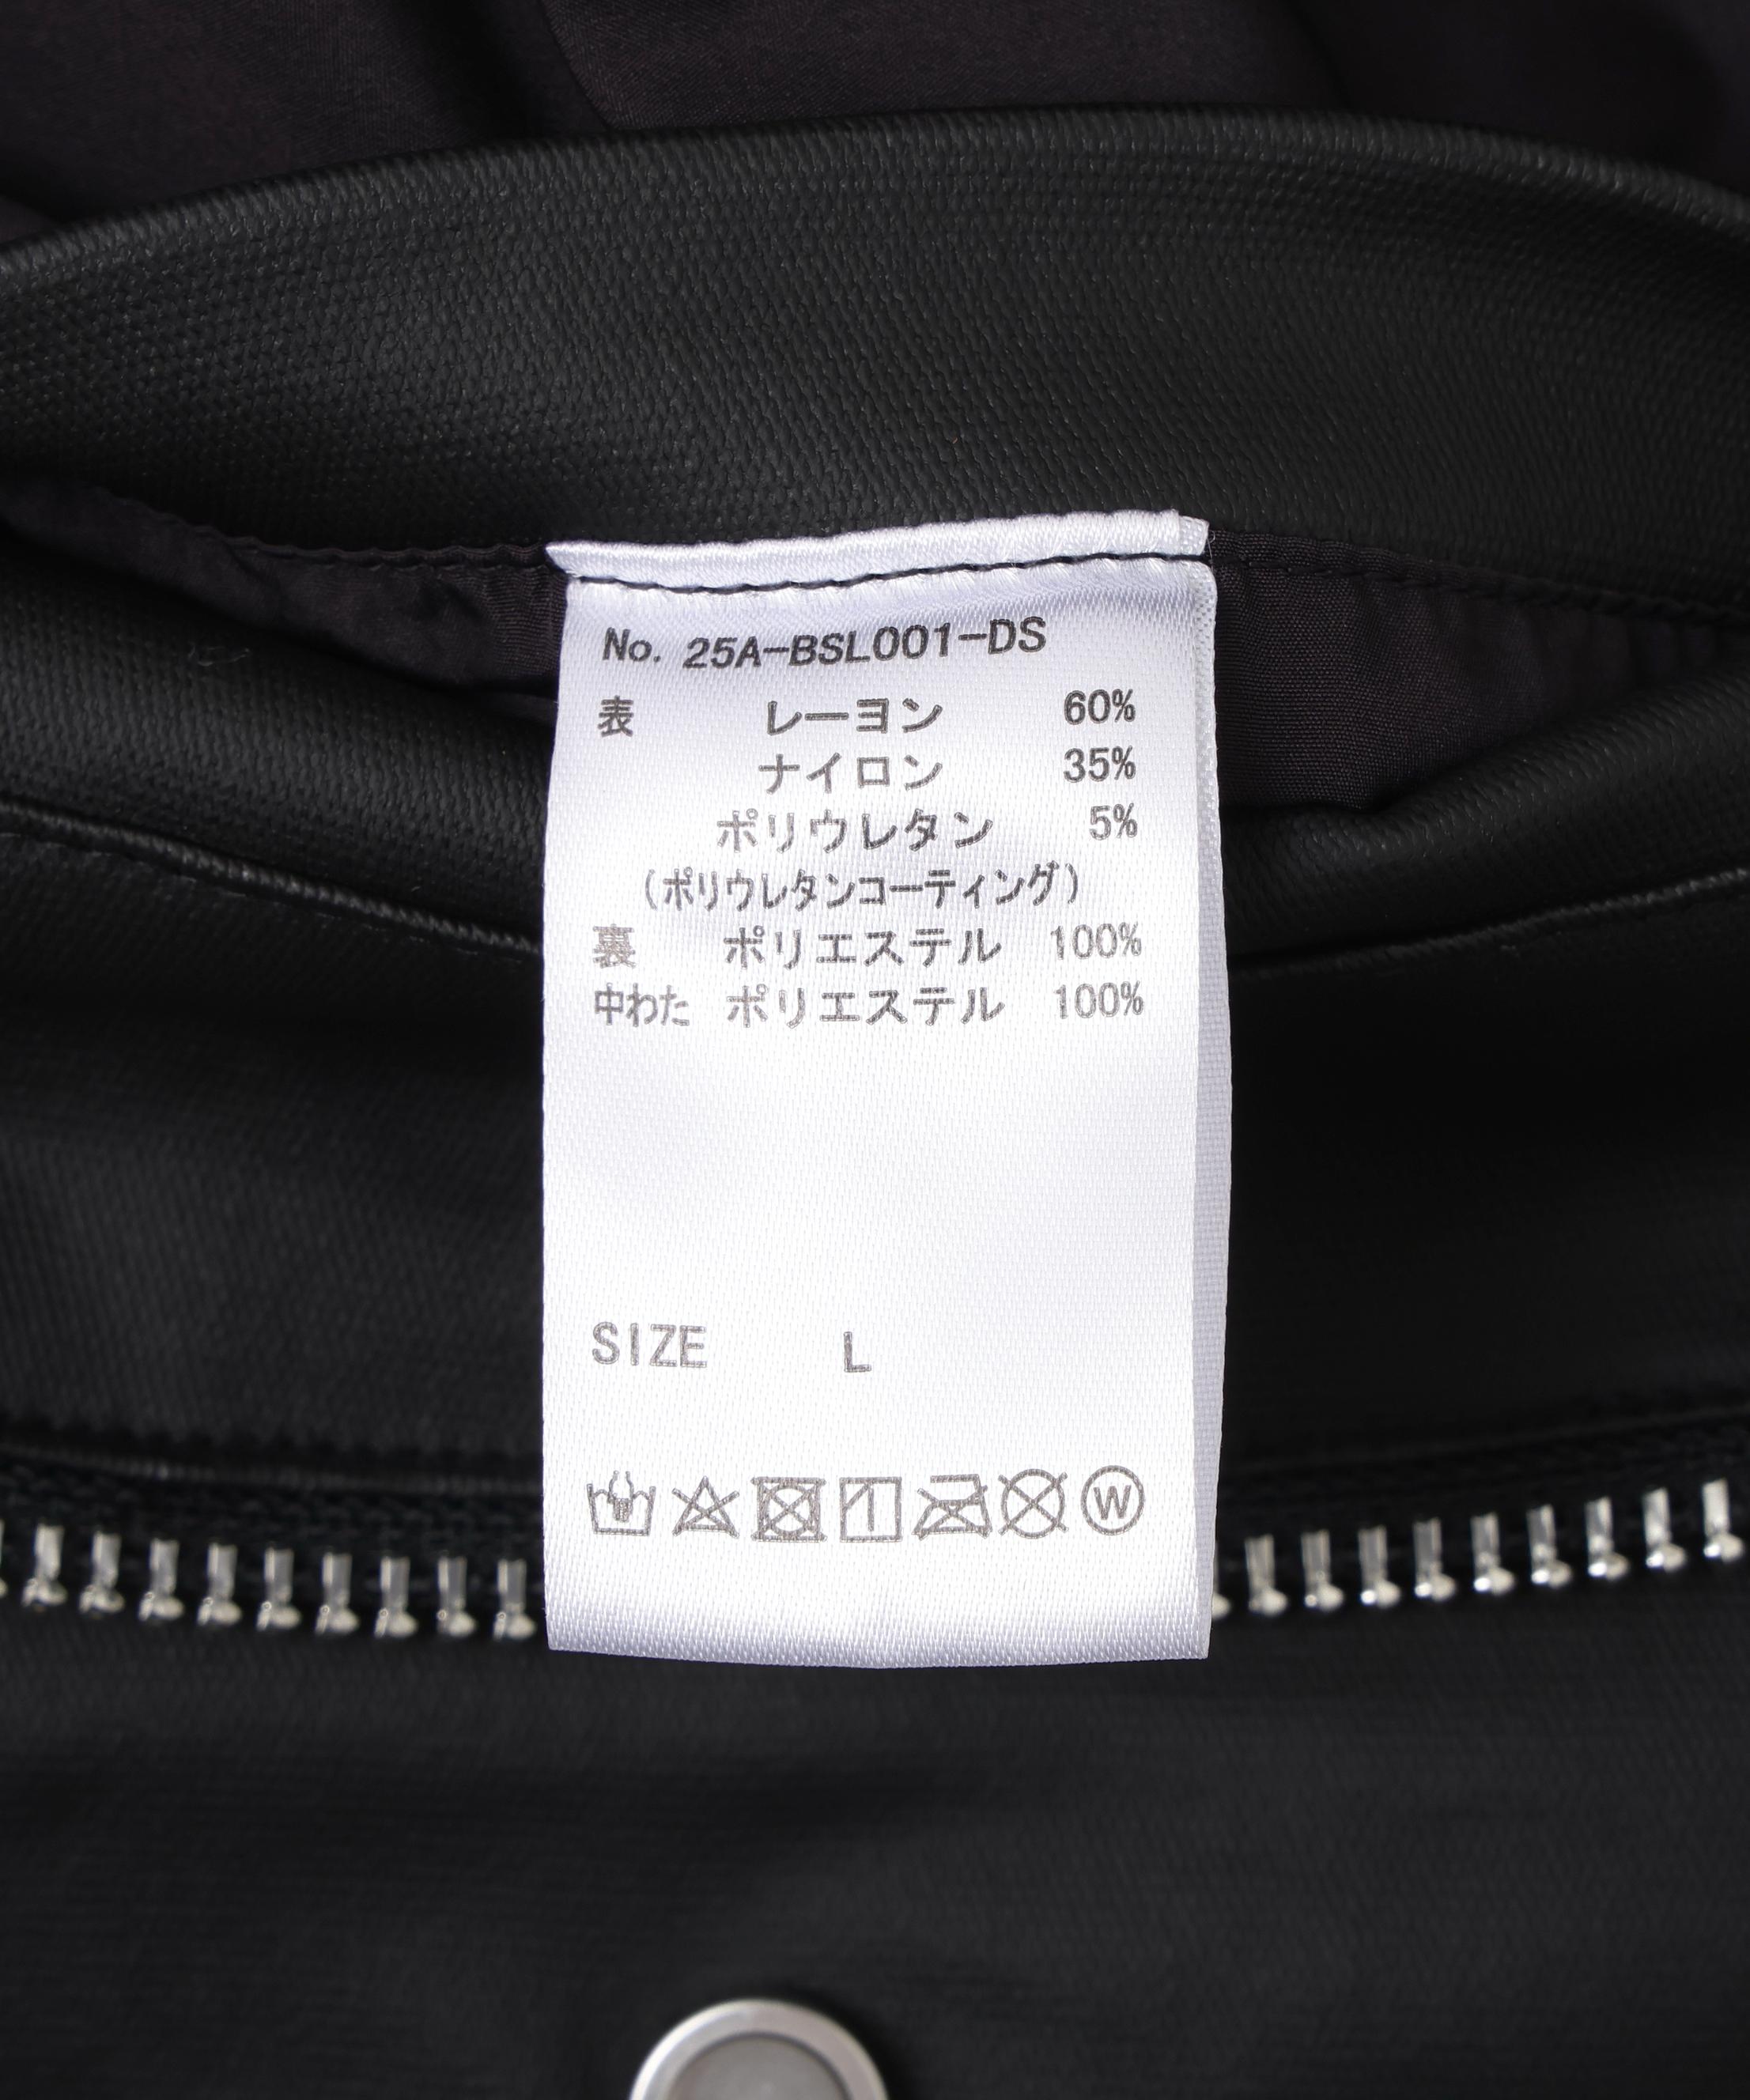 No. 25A-BSL001-DS
表 レーヨン 60%
ナイロン 35%
ポリウレタン 5%
(ポリウレタンコーティング)
裏 ポリエステル 100%
中わた ポリエステル 100%
SIZE L
W